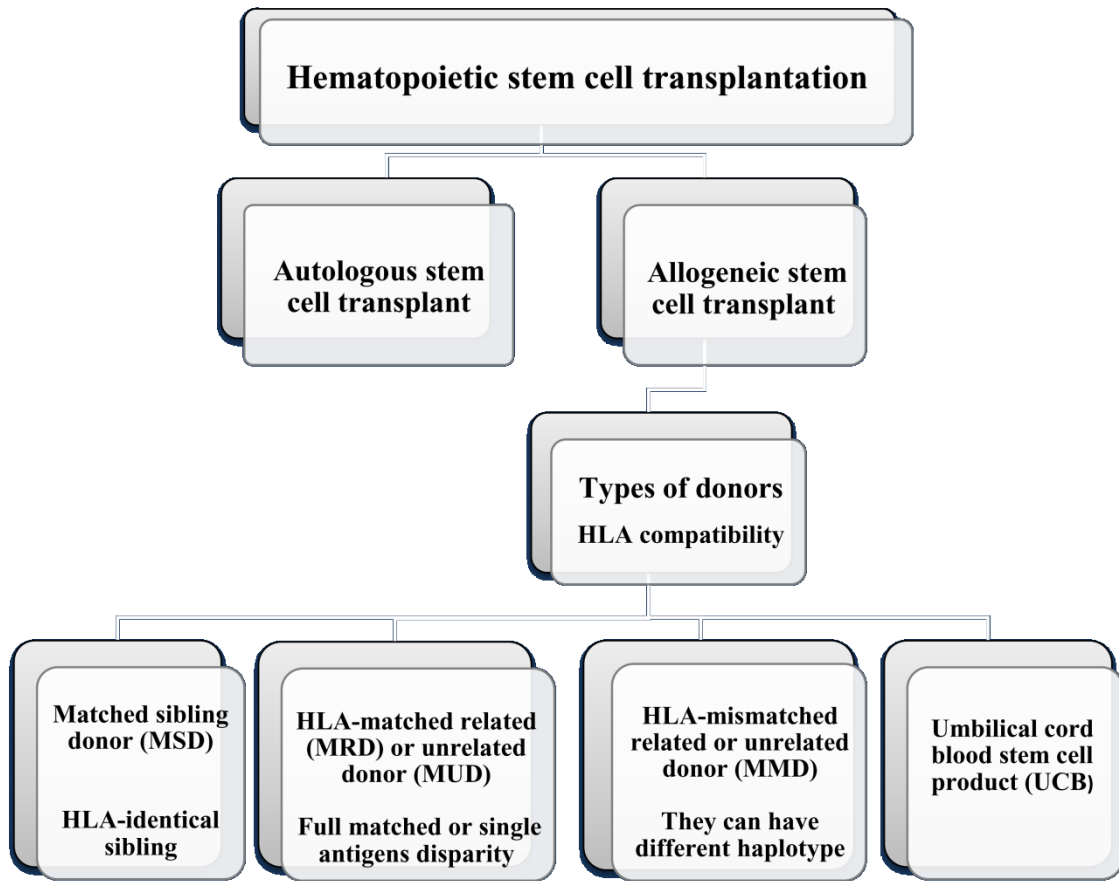 Hematopoietic stem cell transplantation
Autologous stem
cell transplant
Allogeneic stem
cell transplant
Types of donors
HLA compatibility
Matched sibling
donor (MSD)
HLA-identical
sibling
HLA-matched related
(MRD) or unrelated
donor (MUD)
Full matched or single
antigens disparity
HLA-mismatched
related or unrelated
donor (MMD)
They can have
different haplotype
Umbilical cord
blood stem cell
product (UCB)